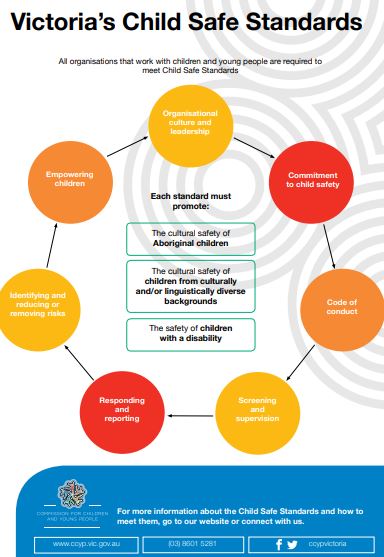 Victoria's Child Safe Standards
All organisations that work with children and young people are required to
meet Child Safe Standards
Organisational
culture and
leadership
Commitment
to child safety
Code of
conduct
Screening
and
supervision
Responding
and
reporting
Identifying and
reducing or
removing risks
Empowering
children
Each standard must
promote:
The cultural safety of
Aboriginal children
The cultural safety of
children from culturally
and/or linguistically diverse
backgrounds
The safety of children
with a disability
COMMISSION FOR CHILDREN
AND YOUNG PEOPLE
For more information about the Child Safe Standards and how to
meet them, go to our website or connect with us.
www.ccyp.vic.gov.au
(03) 8601 5281
ccypvictoria